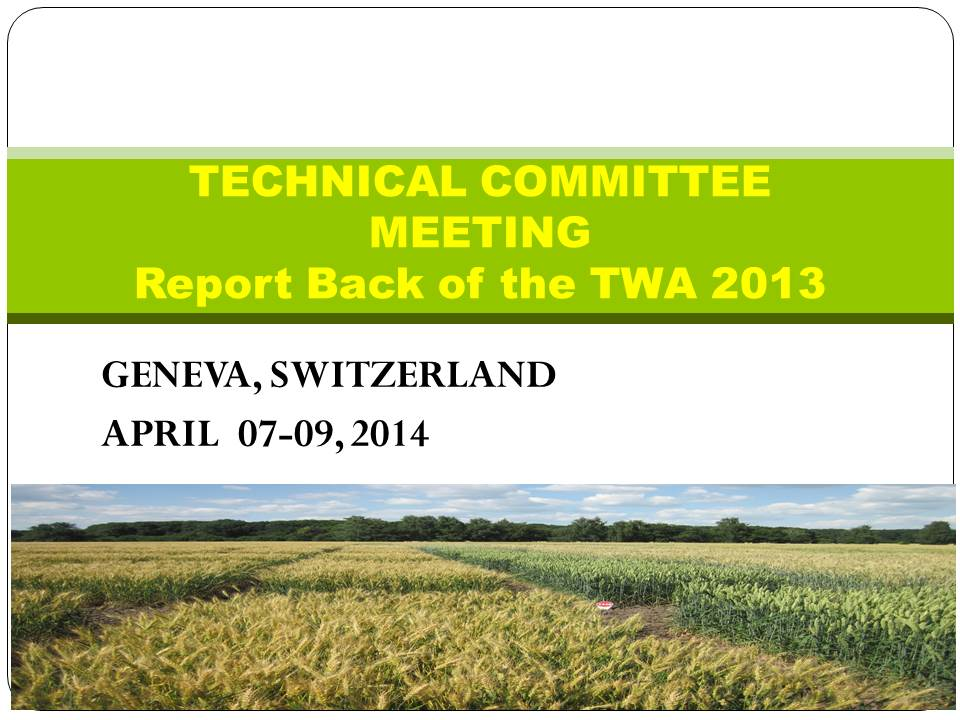 TECHNICAL COMMITTEE
MEETING
Report Back of the TWA 2013
GENEVA, SWITZERLAND
APRIL 07-09, 2014